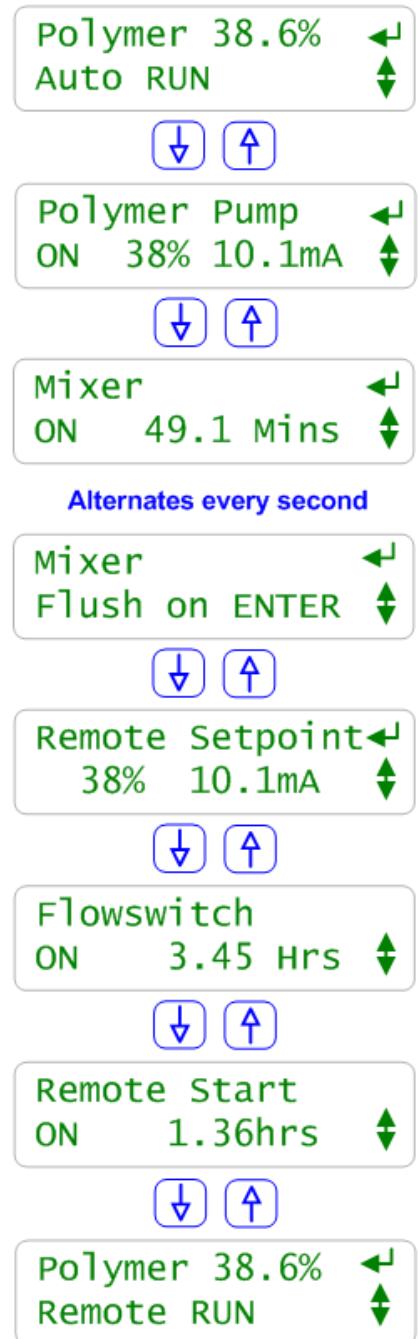 Polymer 38.6%
Auto RUN
Polymer Pump
ON 38% 10.1mA
Mixer
ON 49.1 Mins
Alternates every second
Mixer
Flush on ENTER
Remote Setpoint
38% 10.1mA
Flowswitch
ON 3.45 Hrs
Remote Start
ON 1.36hrs
Polymer 38.6%
Remote RUN